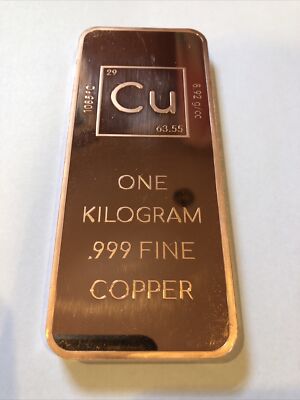 29
Cu
63.55
1085°C
8.92 g/cc
ONE
KILOGRAM
.999 FINE
COPPER